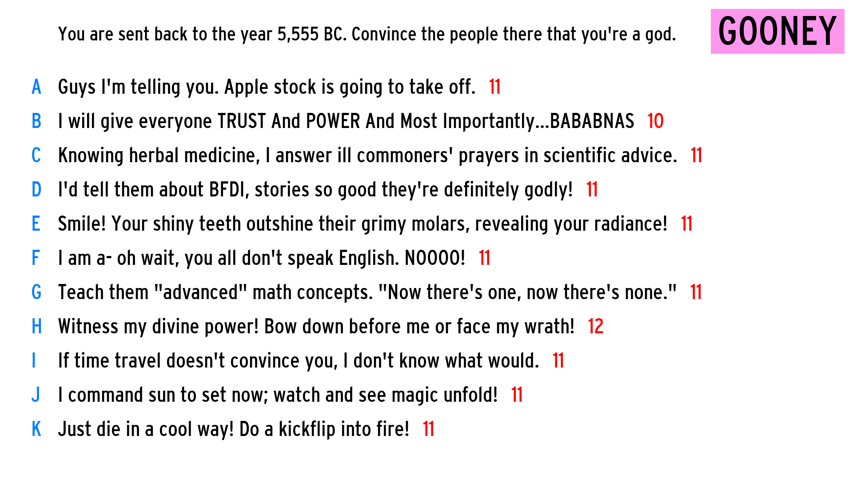 You are sent back to the year 5,555 BC. Convince the people there that you're a god.
GOONEY
A Guys I'm telling you. Apple stock is going to take off. 11
B I will give everyone TRUST And POWER And Most Importantly...BABABNAS 10
C Knowing herbal medicine, I answer ill commoners' prayers in scientific advice. 11
D I'd tell them about BFDI, stories so good they're definitely godly! 11
E Smile! Your shiny teeth outshine their grimy molars, revealing your radiance! 11
F I am a- oh wait, you all don't speak English. NOOOO! 11
G Teach them "advanced" math concepts. "Now there's one, now there's none." 11
H Witness my divine power! Bow down before me or face my wrath! 12
I If time travel doesn't convince you, I don't know what would. 11
J I command sun to set now; watch and see magic unfold! 11
K Just die in a cool way! Do a kickflip into fire! 11